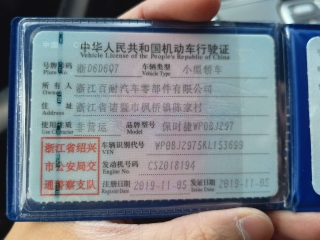 中华人民共和国机动车行驶证
Vehicle License of the People's Republic of China
号牌号码 浙D6D6Q7 车辆类型 小型轿车
Plate No. Vehicle Type
所有人 浙江百耐汽车零部件有限公司
Owner
住址 浙江省诸暨市枫桥镇陈家村
Address
使用性质 非营运 品牌型号 保时捷WP0BJ297
Use Character Model
浙江省绍兴
市公安局交
通警察支队
车辆识别代号
VIN
发动机号码 CSZ018194
Engine No.
注册日期 2019-11-05 发证日期 2019-11-05
Register Date Issue Date